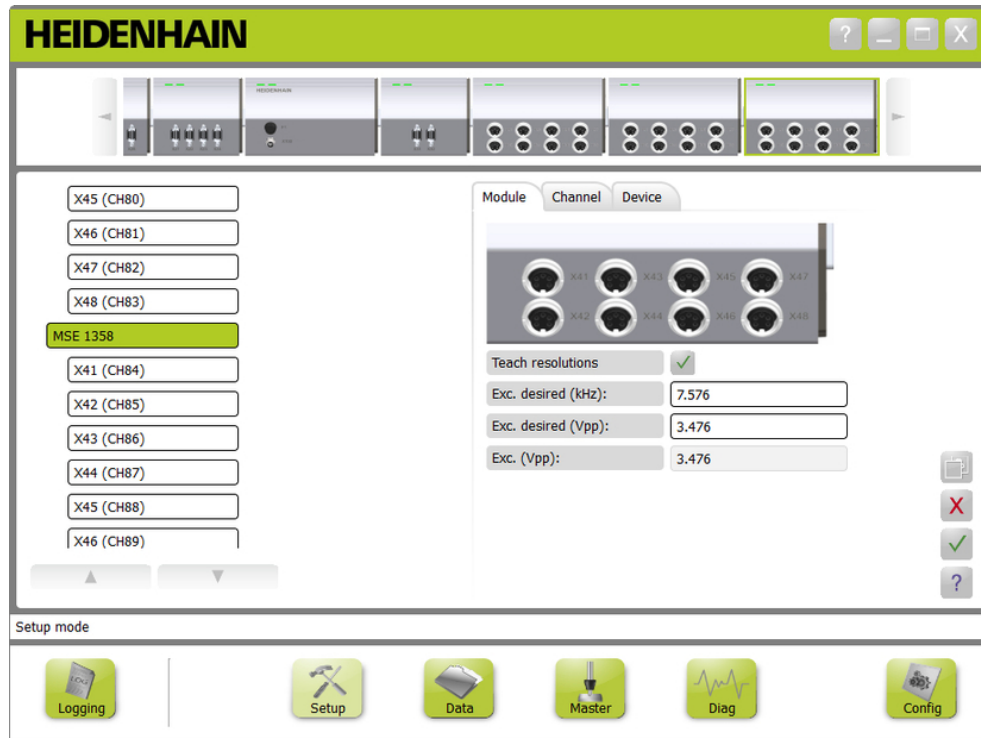 HEIDENHAIN
? _ X
HEIDENHAIN
X45 (CH80)
X46 (CH81)
X47 (CH82)
X48 (CH83)
MSE 1358
X41 (CH84)
X42 (CH85)
X43 (CH86)
X44 (CH87)
X45 (CH88)
X46 (CH89)
Module Channel Device
X41 X43 X45 X47
X42 X44 X46 X48
Teach resolutions
Exc. desired (kHz): 7.576
Exc. desired (Vpp): 3.476
Exc. (Vpp): 3.476
X
?
Setup mode
LOG
Logging Setup Data Master Diag Config